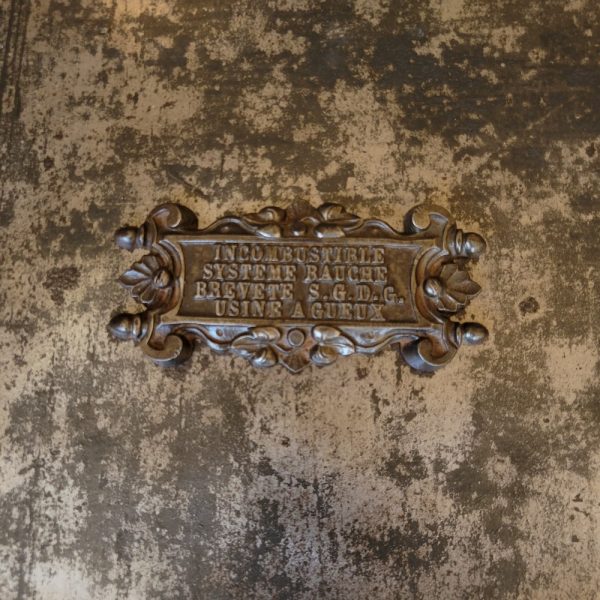 INCOMBUSTIBLE
SYSTEME BAUCHE
BREVETE S.G.D.G.
USINE A GUEUX